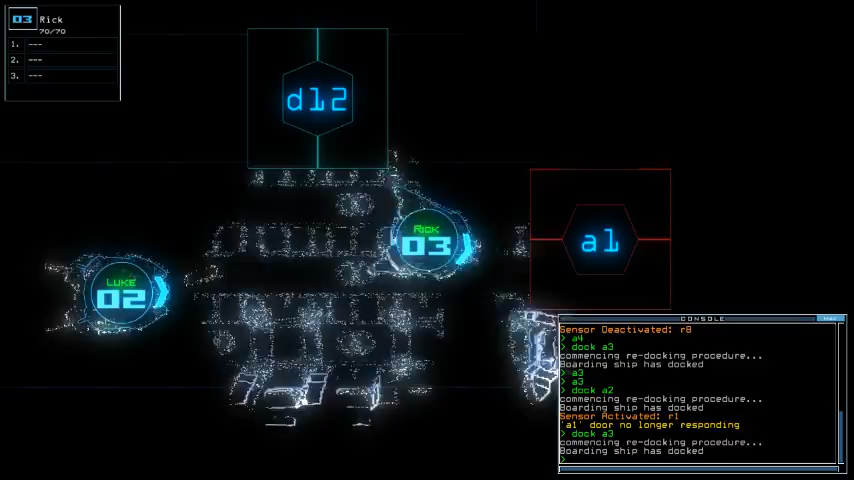 03 Rick
70/70
1. ---
2. ---
3. ---
d12
Rick
03
a1
Luke
02
CONSOLE
Sensor Deactivated: r8
> a4
> dock a3
commencing re-docking procedure...
Boarding ship has docked
> a3
> a3
> dock a2
commencing re-docking procedure...
Boarding ship has docked
Sensor Activated: r1
'a1' door no longer responding
> dock a3
commencing re-docking procedure...
Boarding ship has docked
>